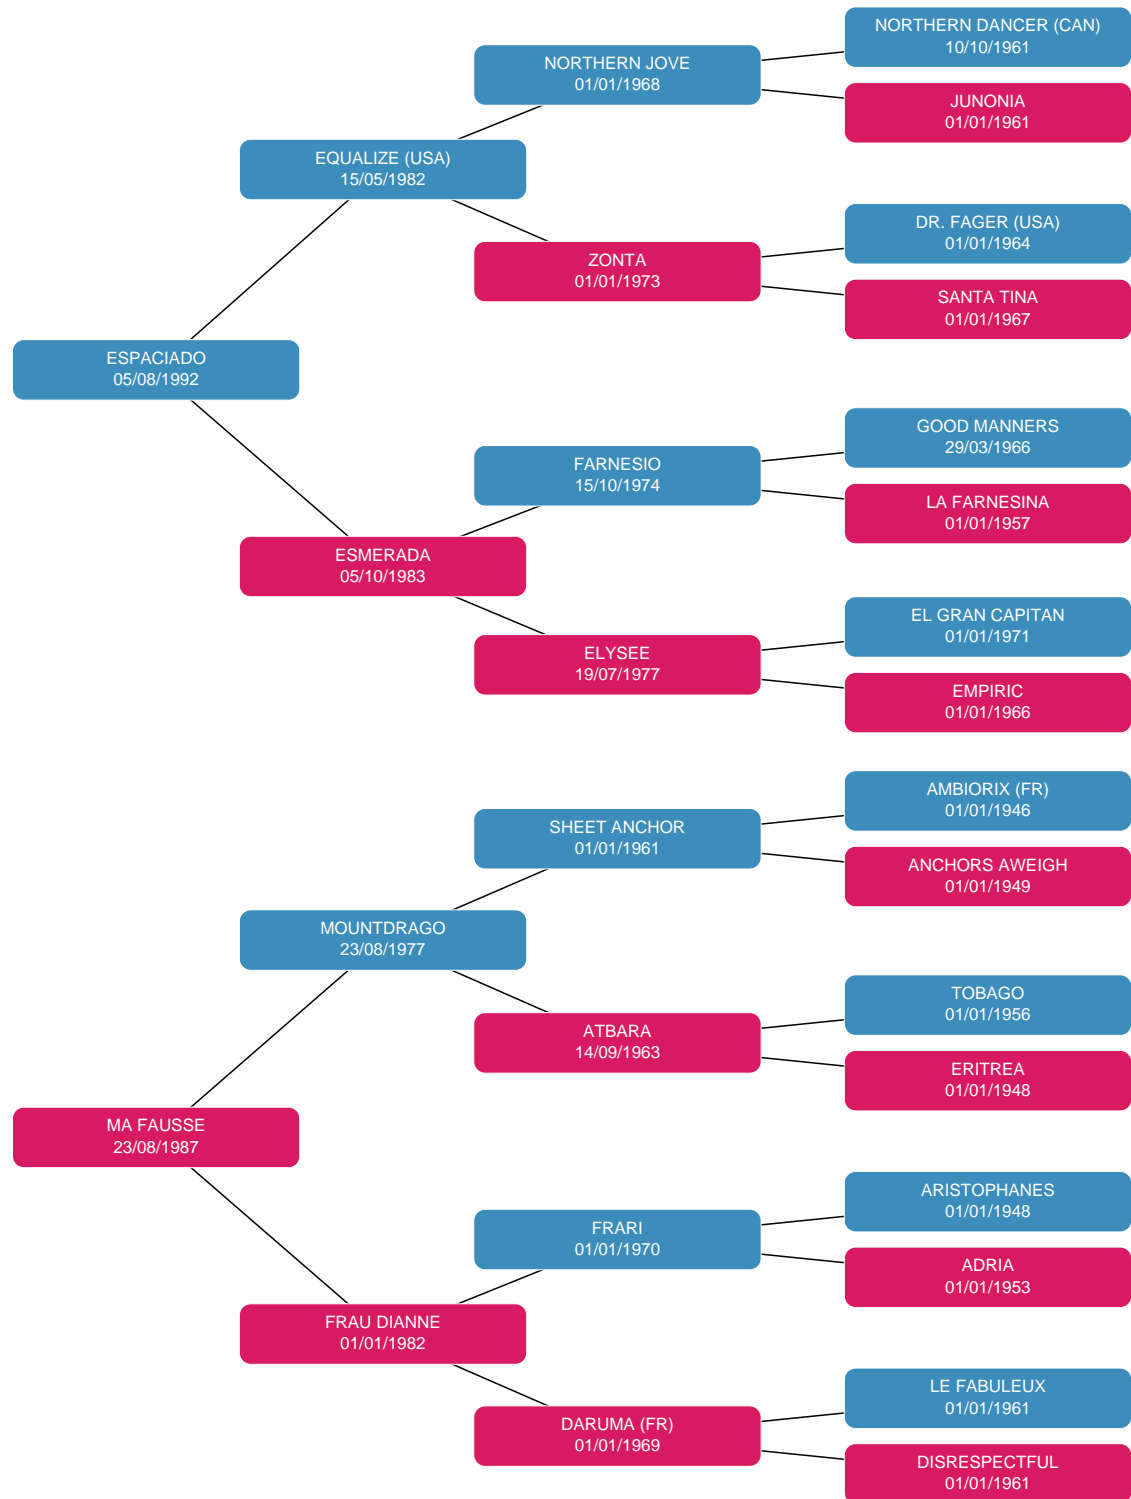 NORTHERN DANCER (CAN)
10/10/1961
NORTHERN JOVE
01/01/1968
JUNONIA
01/01/1961
EQUALIZE (USA)
15/05/1982
DR. FAGER (USA)
01/01/1964
ZONTA
01/01/1973
SANTA TINA
01/01/1967
ESPACIADO
05/08/1992
GOOD MANNERS
29/03/1966
FARNESIO
15/10/1974
LA FARNESINA
01/01/1957
ESMERADA
05/10/1983
EL GRAN CAPITAN
01/01/1971
ELYSEE
19/07/1977
EMPIRIC
01/01/1966
AMBIORIX (FR)
01/01/1946
SHEET ANCHOR
01/01/1961
ANCHORS AWEIGH
01/01/1949
MOUNTDRAGO
23/08/1977
TOBAGO
01/01/1956
ATBARA
14/09/1963
ERITREA
01/01/1948
MA FAUSSE
23/08/1987
ARISTOPHANES
01/01/1948
FRARI
01/01/1970
ADRIA
01/01/1953
FRAU DIANNE
01/01/1982
LE FABULEUX
01/01/1961
DARUMA (FR)
01/01/1969
DISRESPECTFUL
01/01/1961